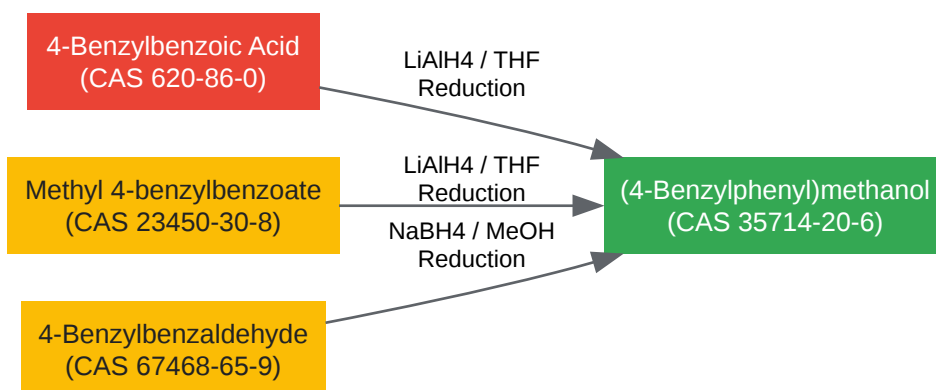 4-Benzylbenzoic Acid
(CAS 620-86-0)
LiAlH4 / THF
Reduction
Methyl 4-benzylbenzoate
(CAS 23450-30-8)
LiAlH4 / THF
Reduction
(4-Benzylphenyl)methanol
(CAS 35714-20-6)
NaBH4 / MeOH
Reduction
4-Benzylbenzaldehyde
(CAS 67468-65-9)